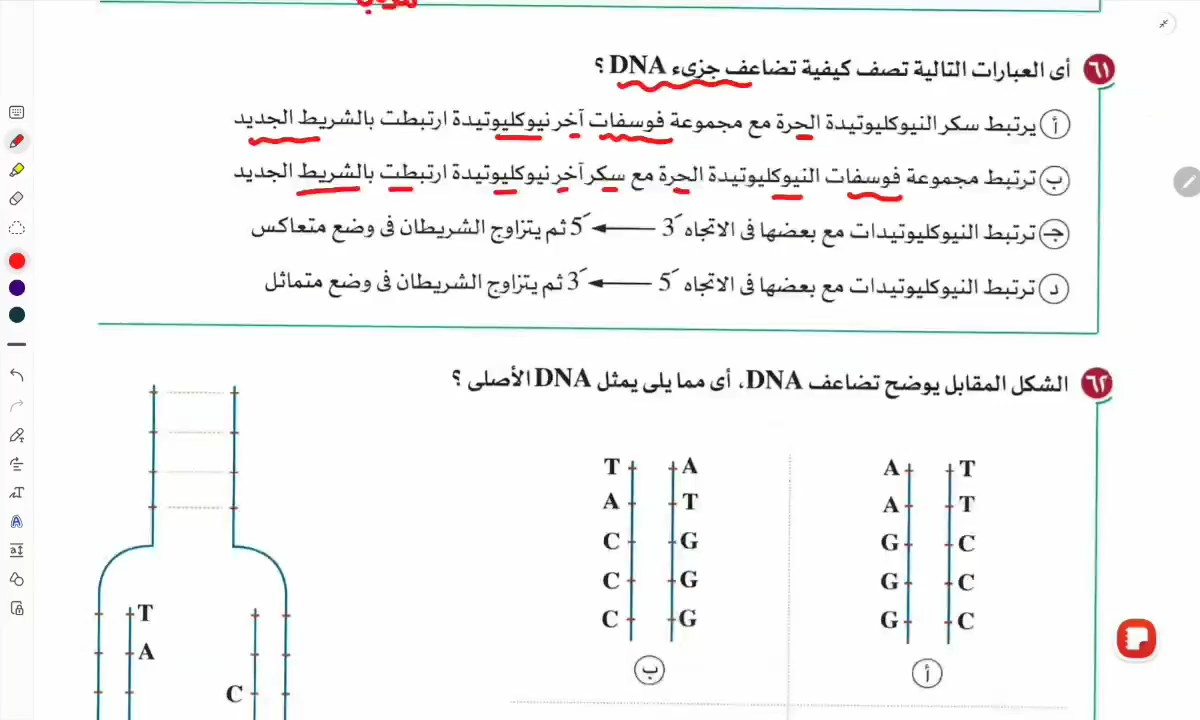 ٦١ أى العبارات التالية تصف كيفية تضاعف جزىء DNA ؟
أ يرتبط سكر النيوكليوتيدة الحرة مع مجموعة فوسفات آخر نيوكليوتيدة ارتبطت بالشريط الجديد
ب ترتبط مجموعة فوسفات النيوكليوتيدة الحرة مع سكر آخر نيوكليوتيدة ارتبطت بالشريط الجديد
جـ ترتبط النيوكليوتيدات مع بعضها فى الاتجاه 3َ ← 5َ ثم يتزاوج الشريطان فى وضع متعاكس
د ترتبط النيوكليوتيدات مع بعضها فى الاتجاه 5َ ← 3َ ثم يتزاوج الشريطان فى وضع متماثل
٦٢ الشكل المقابل يوضح تضاعف DNA، أى مما يلى يمثل DNA الأصلى ؟
A T
A T
G C
G C
G C
أ
T A
A T
C G
C G
C G
ب
T
A
C